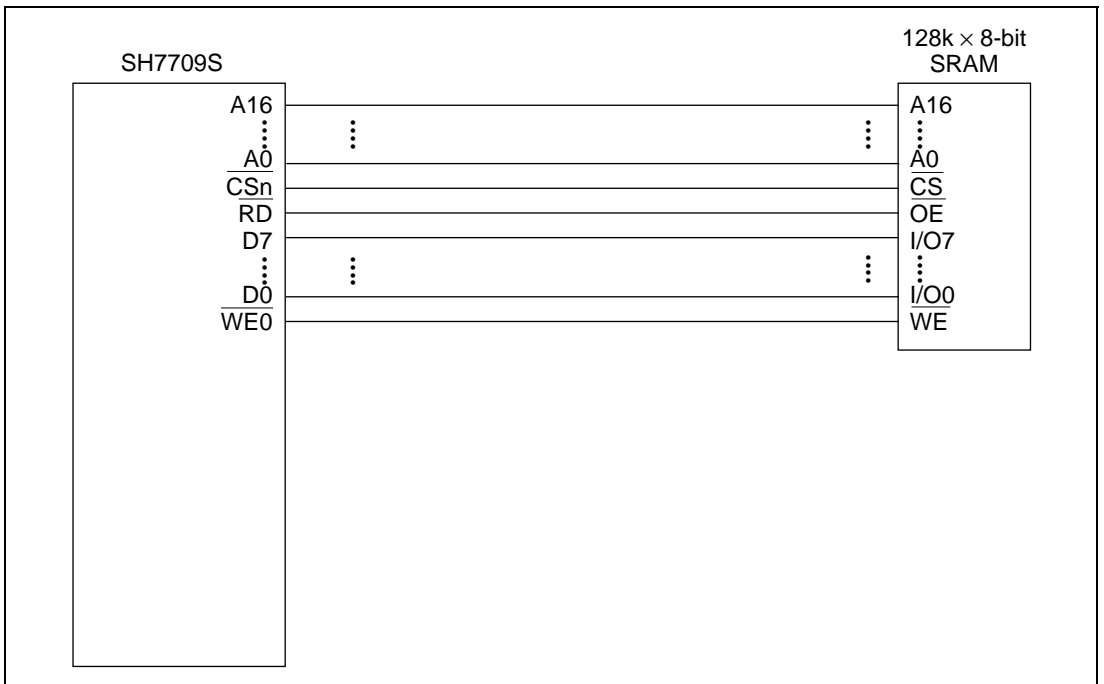 SH7709S
A16
A0
CSn
RD
D7
D0
WE0
128k × 8-bit
SRAM
A16
A0
CS
OE
I/O7
I/O0
WE